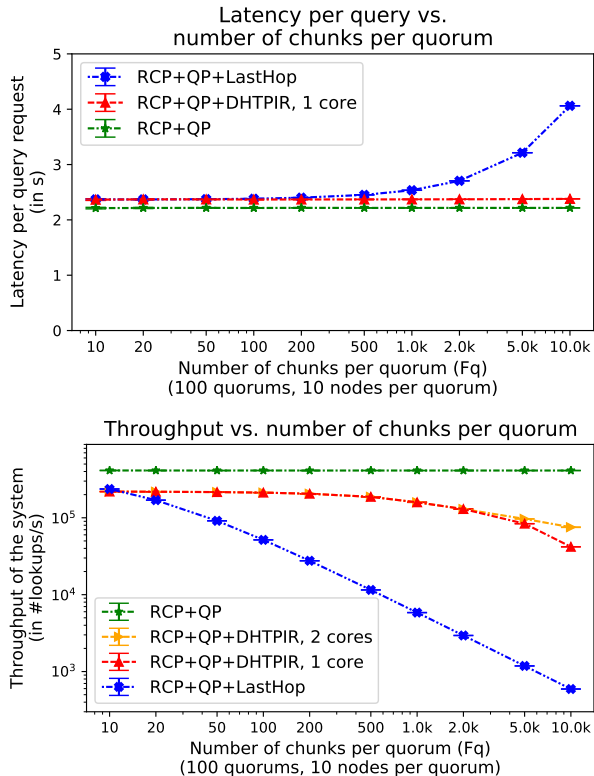 Latency per query vs.
number of chunks per quorum
Latency per query request
(in s)
5
4
3
2
1
0
RCP+QP+LastHop
RCP+QP+DHTPIR, 1 core
RCP+QP
10 20 50 100 200 500 1.0k 2.0k 5.0k 10.0k
Number of chunks per quorum (Fq)
(100 quorums, 10 nodes per quorum)
Throughput vs. number of chunks per quorum
Throughput of the system
(in #lookups/s)
10^5
10^4
10^3
RCP+QP
RCP+QP+DHTPIR, 2 cores
RCP+QP+DHTPIR, 1 core
RCP+QP+LastHop
10 20 50 100 200 500 1.0k 2.0k 5.0k 10.0k
Number of chunks per quorum (Fq)
(100 quorums, 10 nodes per quorum)